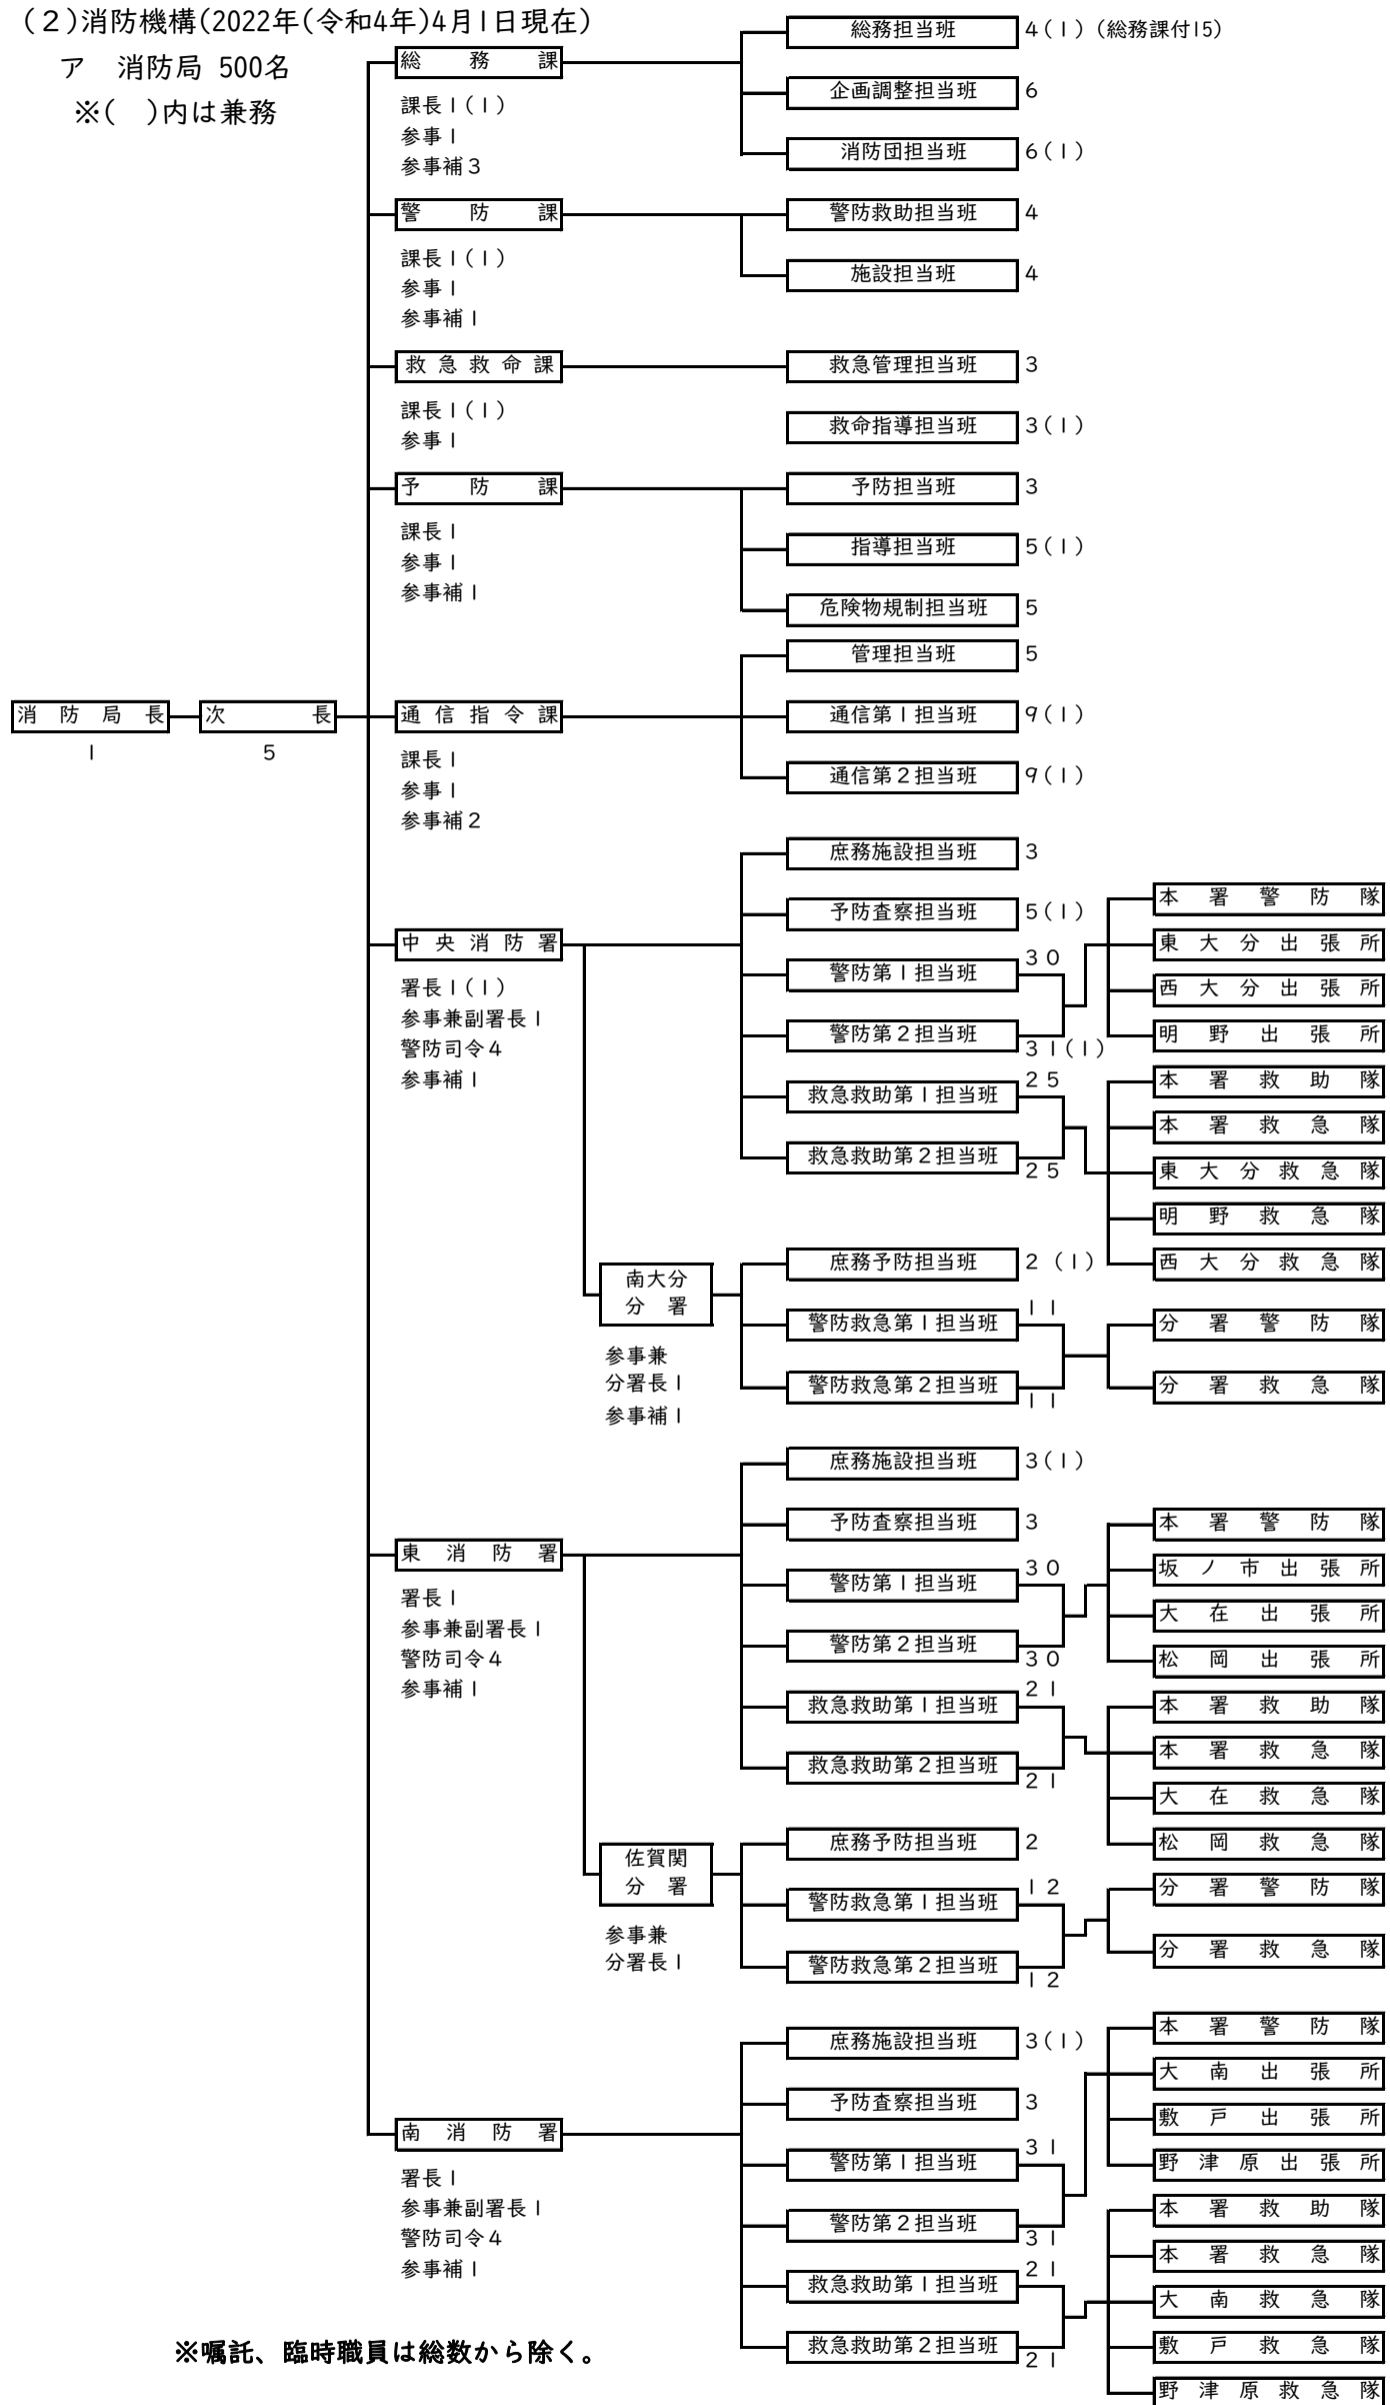 （２）消防機構(2022年(令和4年)4月1日現在)
ア　消防局 500名
※(　)内は兼務
消防局長
1
次長
5
総務課
課長1(1)
参事1
参事補3
総務担当班 4(1) (総務課付15)
企画調整担当班 6
消防団担当班 6(1)
警防課
課長1(1)
参事1
参事補1
警防救助担当班 4
施設担当班 4
救急救命課
課長1(1)
参事1
救急管理担当班 3
救命指導担当班 3(1)
予防課
課長1
参事1
参事補1
予防担当班 3
指導担当班 5(1)
危険物規制担当班 5
通信指令課
課長1
参事1
参事補2
管理担当班 5
通信第1担当班 9(1)
通信第2担当班 9(1)
中央消防署
署長1(1)
参事兼副署長1
警防司令4
参事補1
庶務施設担当班 3
予防査察担当班 5(1)
警防第1担当班 30
警防第2担当班 31(1)
本署警防隊
東大分出張所
西大分出張所
明野出張所
救急救助第1担当班 25
救急救助第2担当班 25
本署救助隊
本署救急隊
東大分救急隊
明野救急隊
西大分救急隊
南大分
分署
参事兼
分署長1
参事補1
庶務予防担当班 2 (1)
警防救急第1担当班 11
警防救急第2担当班 11
分署警防隊
分署救急隊
東消防署
署長1
参事兼副署長1
警防司令4
参事補1
庶務施設担当班 3(1)
予防査察担当班 3
警防第1担当班 30
警防第2担当班 30
本署警防隊
坂ノ市出張所
大在出張所
松岡出張所
救急救助第1担当班 21
救急救助第2担当班 21
本署救助隊
本署救急隊
大在救急隊
松岡救急隊
佐賀関
分署
参事兼
分署長1
庶務予防担当班 2
警防救急第1担当班 12
警防救急第2担当班 12
分署警防隊
分署救急隊
南消防署
署長1
参事兼副署長1
警防司令4
参事補1
庶務施設担当班 3(1)
予防査察担当班 3
警防第1担当班 31
警防第2担当班 31
本署警防隊
大南出張所
敷戸出張所
野津原出張所
救急救助第1担当班 21
救急救助第2担当班 21
本署救助隊
本署救急隊
大南救急隊
敷戸救急隊
野津原救急隊
※嘱託、臨時職員は総数から除く。